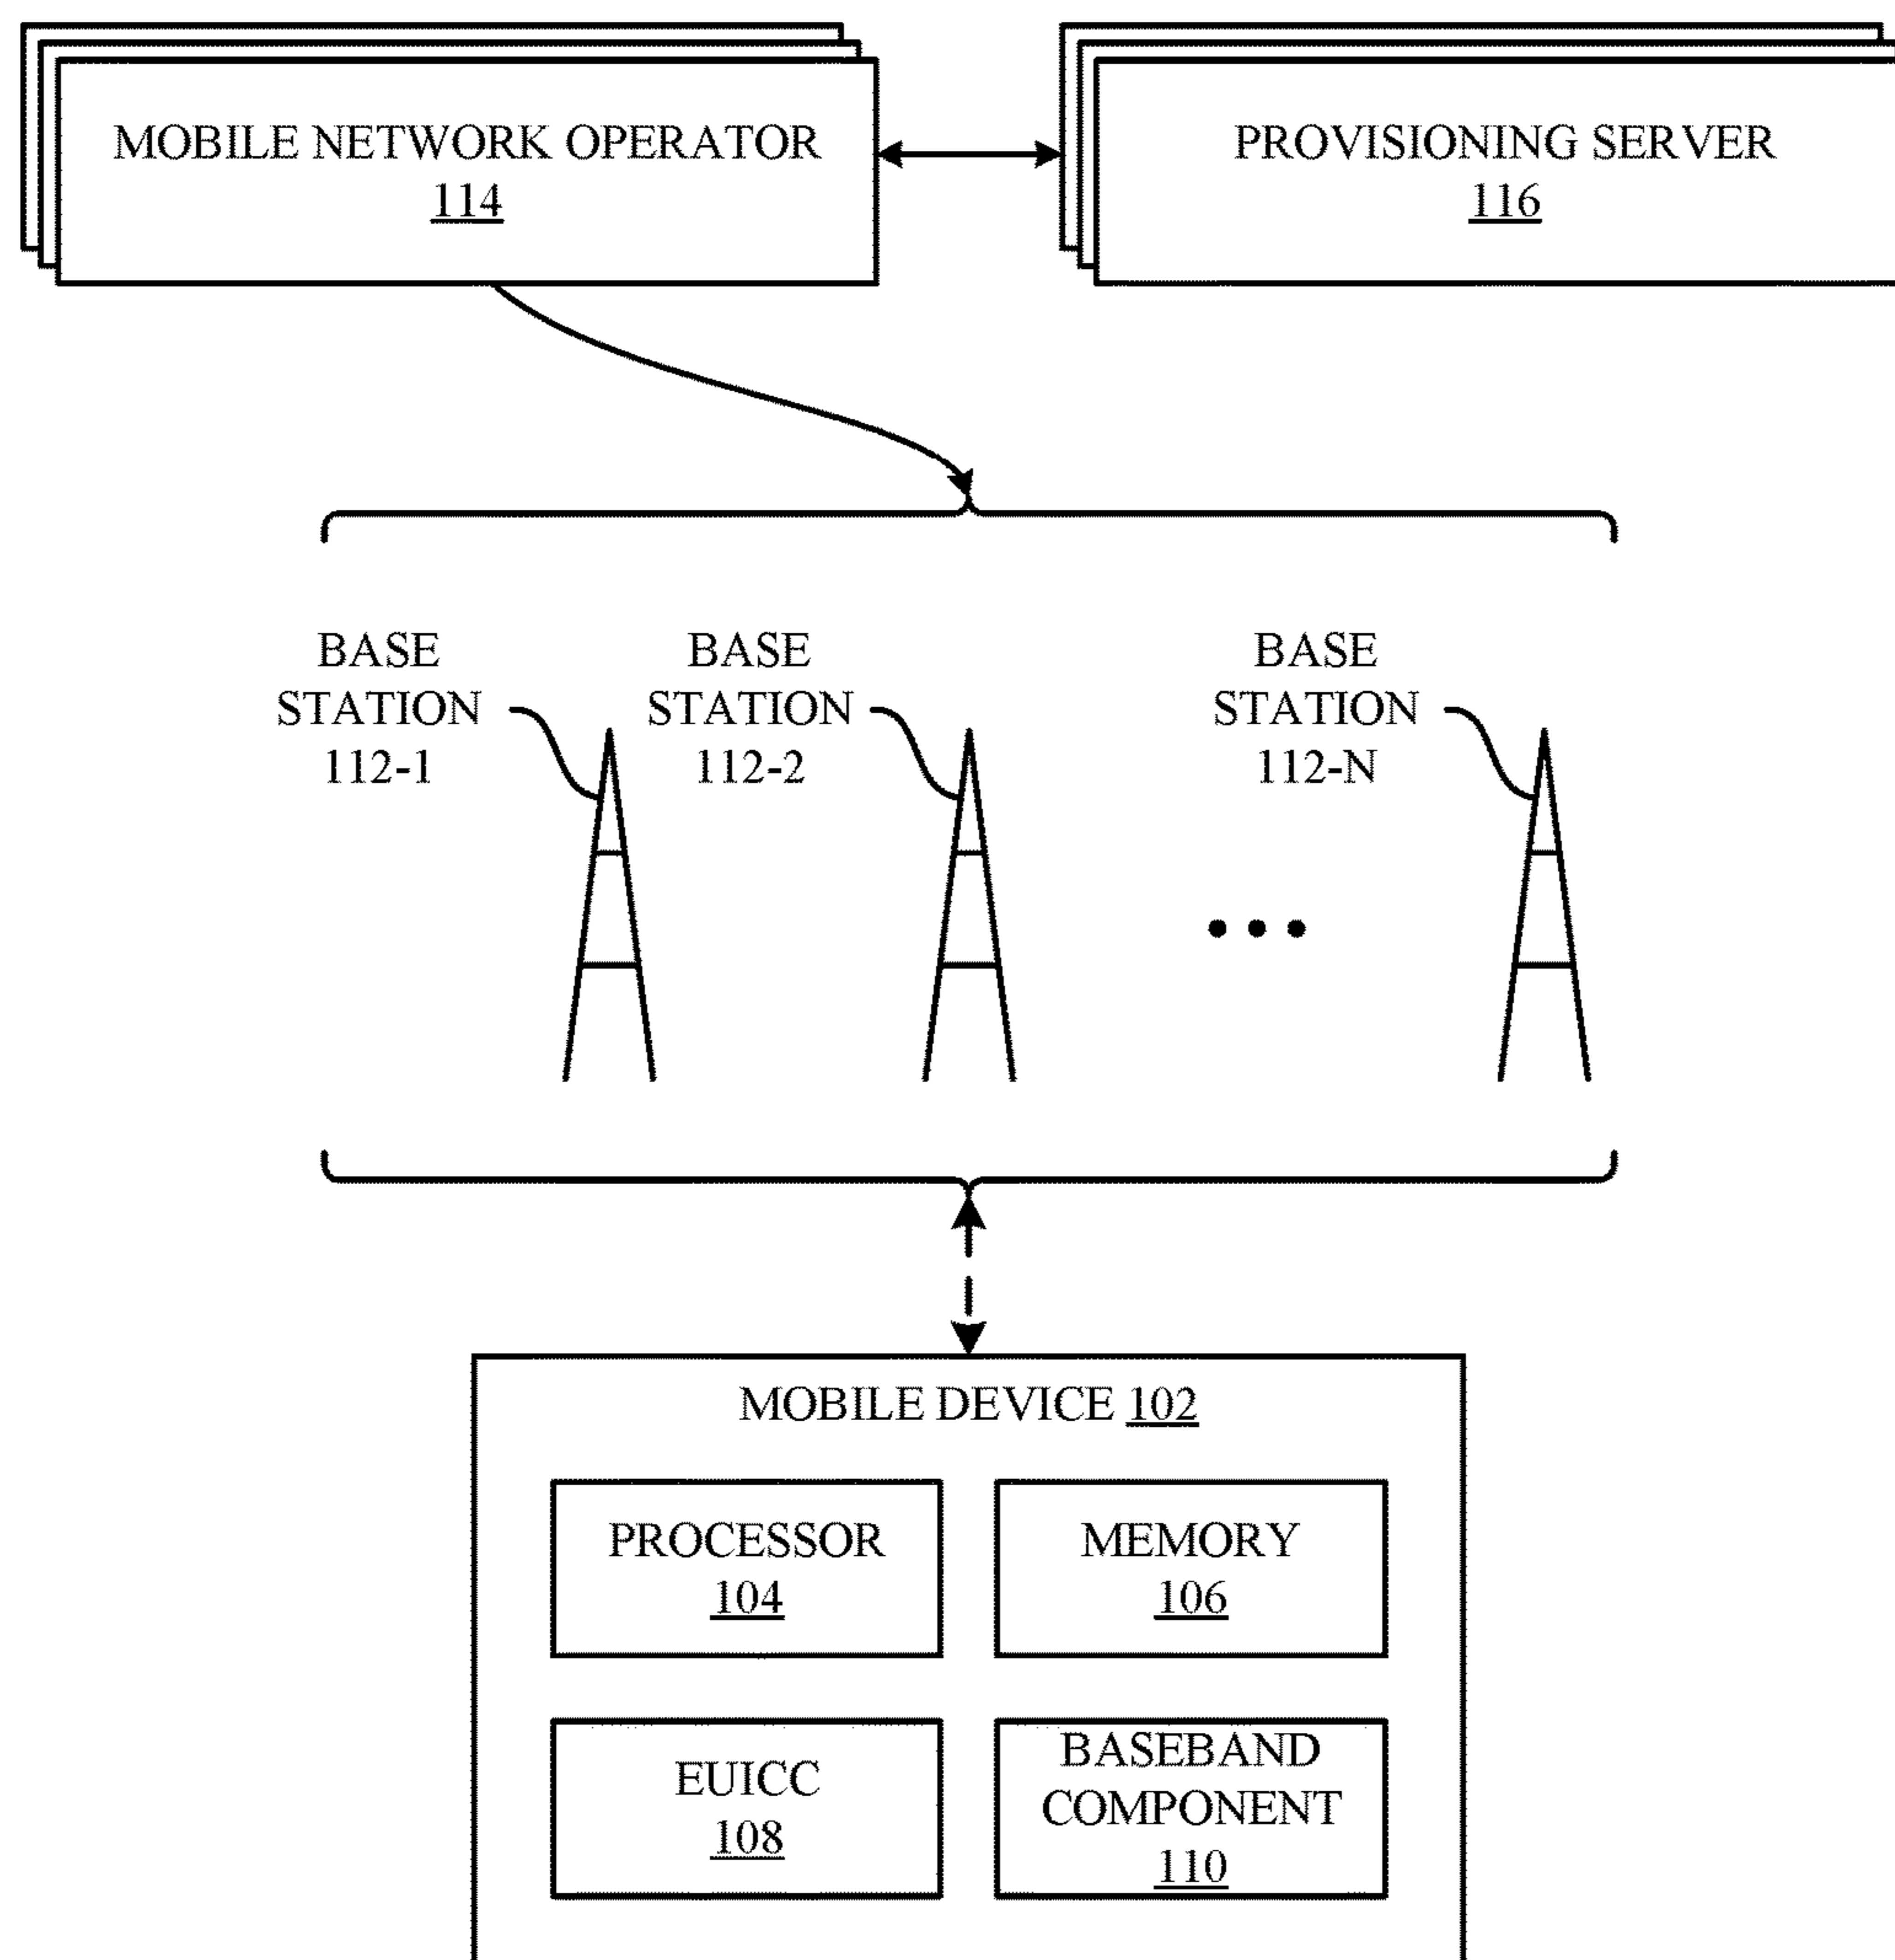 MOBILE NETWORK OPERATOR
114
PROVISIONING SERVER
116
BASE
STATION
112-1
BASE
STATION
112-2
BASE
STATION
112-N
MOBILE DEVICE 102
PROCESSOR
104
MEMORY
106
EUICC
108
BASEBAND
COMPONENT
110